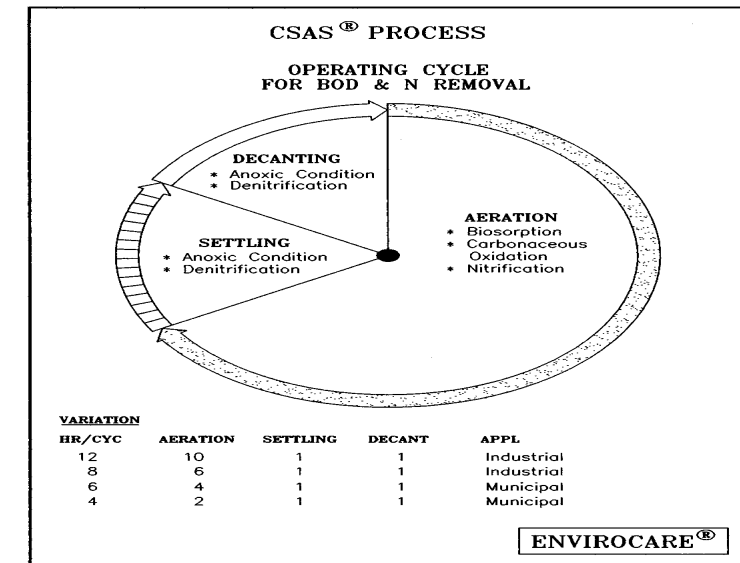 CSAS® PROCESS
OPERATING CYCLE
FOR BOD & N REMOVAL
DECANTING
* Anoxic Condition
* Denitrification
SETTLING
* Anoxic Condition
* Denitrification
AERATION
* Biosorption
* Carbonaceous
Oxidation
* Nitrification
VARIATION
HR/CYC AERATION SETTLING DECANT APPL
12 10 1 1 Industrial
8 6 1 1 Industrial
6 4 1 1 Municipal
4 2 1 1 Municipal
ENVIROCARE®